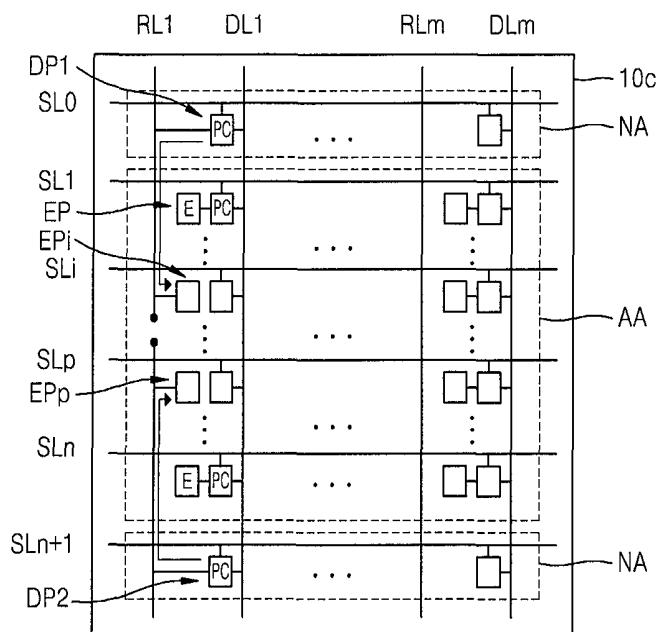 RL1 DL1 RLm DLm
DP1
10c
SL0
NA
PC
...
SL1
EP
E PC
...
EPi
SLi
...
AA
SLp
EPp
...
SLn
E PC
...
SLn+1
NA
PC
...
DP2